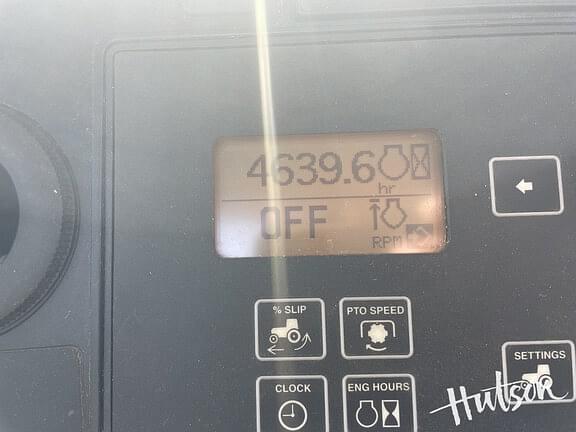 4639.6
hr
OFF
RPM
% SLIP
PTO SPEED
CLOCK
ENG HOURS
SETTINGS
Hutson